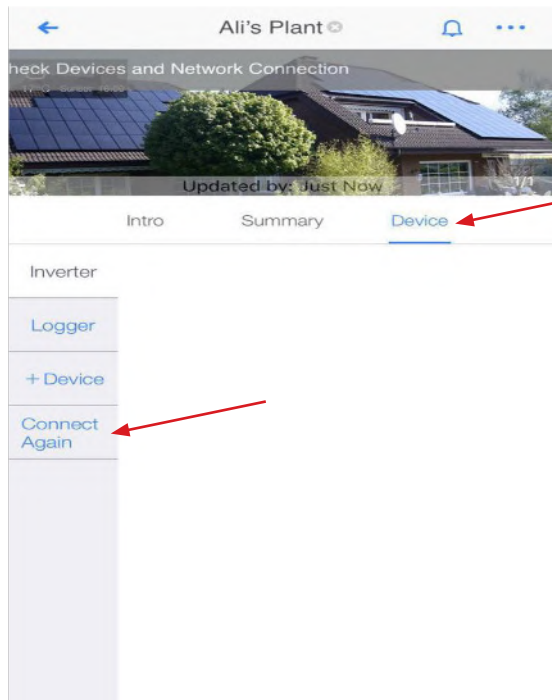 Ali's Plant
heck Devices and Network Connection
Updated by: Just Now
Intro Summary Device
Inverter
Logger
+ Device
Connect
Again